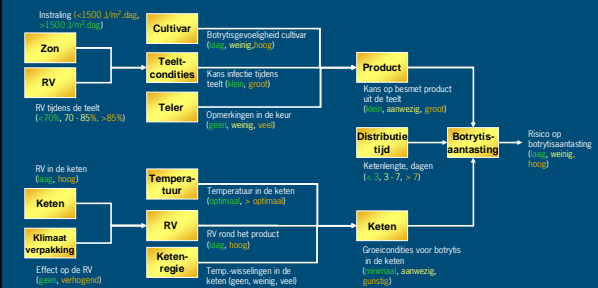 Instraling (<1500 J/m².dag,
>1500 J/m².dag)
Zon
RV
RV tijdens de teelt
(<70%, 70 - 85%, >85%)
Cultivar
Botrytisgevoeligheid cultivar
(laag, weinig,hoog)
Teelt-
condities
Kans infectie tijdens
teelt (klein, groot)
Teler
Opmerkingen in de keur
(geen, weinig, veel)
Product
Kans op besmet product
uit de teelt
(klein, aanwezig, groot)
Distributie
tijd
Ketenlengte, dagen
(< 3, 3 - 7, > 7)
Botrytis-
aantasting
Risico op
botrytisaantasting
(laag, weinig,
hoog)
RV in de keten
(laag, hoog)
Keten
Klimaat
verpakking
Effect op de RV
(geen, verhogend)
Tempera-
tuur
Temperatuur in de keten
(optimaal, > optimaal)
RV
RV rond het product
(laag, hoog)
Keten-
regie
Temp.-wisselingen in de
keten (geen, weinig, veel)
Keten
Groeicondities voor botrytis
in de keten
(minimaal, aanwezig,
gunstig)